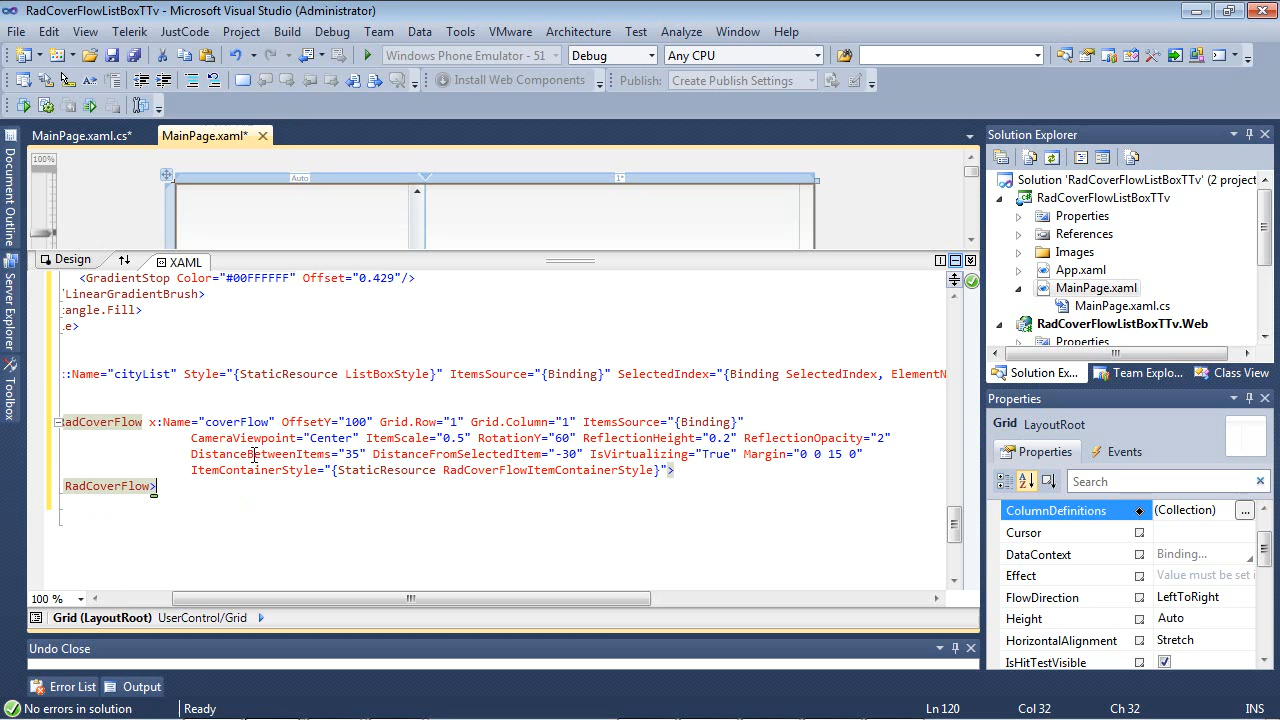 RadCoverFlowListBoxTTv - Microsoft Visual Studio (Administrator)
File Edit View Telerik JustCode Project Build Debug Team Data Tools VMware Architecture Test Analyze Window Help
Windows Phone Emulator - 51 Debug Any CPU
Install Web Components Publish: Create Publish Settings
MainPage.xaml.cs* MainPage.xaml*
Document Outline
Server Explorer
Toolbox
100%
Auto 1*
Design XAML
<GradientStop Color="#00FFFFFF" Offset="0.429"/>
LinearGradientBrush>
angle.Fill>
e>
::Name="cityList" Style="{StaticResource ListBoxStyle}" ItemsSource="{Binding}" SelectedIndex="{Binding SelectedIndex, ElementN
adCoverFlow x:Name="coverFlow" OffsetY="100" Grid.Row="1" Grid.Column="1" ItemsSource="{Binding}"
CameraViewpoint="Center" ItemScale="0.5" RotationY="60" ReflectionHeight="0.2" ReflectionOpacity="2"
DistanceBetweenItems="35" DistanceFromSelectedItem="-30" IsVirtualizing="True" Margin="0 0 15 0"
ItemContainerStyle="{StaticResource RadCoverFlowItemContainerStyle}">
RadCoverFlow>
100 %
Grid (LayoutRoot) UserControl/Grid
Undo Close
Error List Output
No errors in solution Ready Ln 120 Col 32 Ch 32 INS
Solution Explorer
Solution 'RadCoverFlowListBoxTTv' (2 project
RadCoverFlowListBoxTTv
Properties
References
Images
App.xaml
MainPage.xaml
MainPage.xaml.cs
RadCoverFlowListBoxTTv.Web
Properties
Solution Ex... Team Explo... Class View
Properties
Grid LayoutRoot
Properties Events
Search
ColumnDefinitions (Collection) ...
Cursor
DataContext Binding...
Effect Value must be set i
FlowDirection LeftToRight
Height Auto
HorizontalAlignment Stretch
IsHitTestVisible